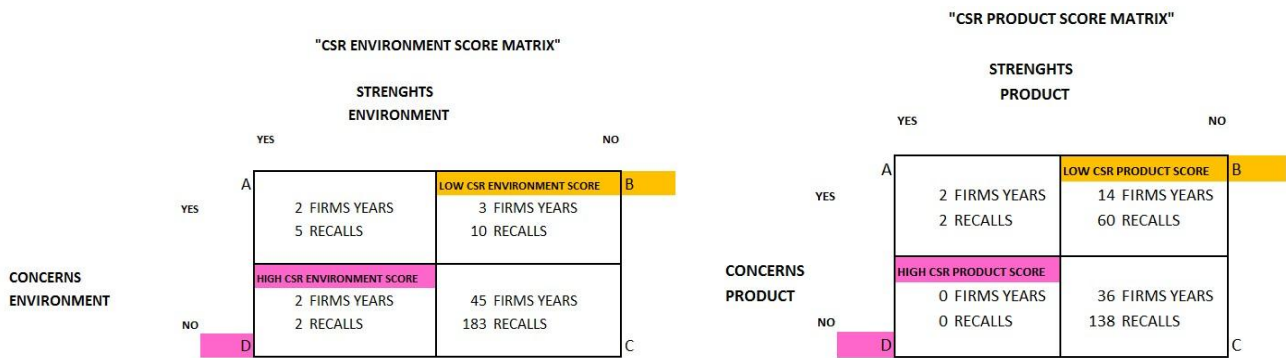 "CSR ENVIRONMENT SCORE MATRIX"
STRENGHTS
ENVIRONMENT
YES NO
A LOW CSR ENVIRONMENT SCORE B
YES 2 FIRMS YEARS 3 FIRMS YEARS
5 RECALLS 10 RECALLS
CONCERNS
ENVIRONMENT
HIGH CSR ENVIRONMENT SCORE
2 FIRMS YEARS 45 FIRMS YEARS
NO 2 RECALLS 183 RECALLS
D C
"CSR PRODUCT SCORE MATRIX"
STRENGHTS
PRODUCT
YES NO
A LOW CSR PRODUCT SCORE B
YES 2 FIRMS YEARS 14 FIRMS YEARS
2 RECALLS 60 RECALLS
CONCERNS
PRODUCT
HIGH CSR PRODUCT SCORE
0 FIRMS YEARS 36 FIRMS YEARS
NO 0 RECALLS 138 RECALLS
D C